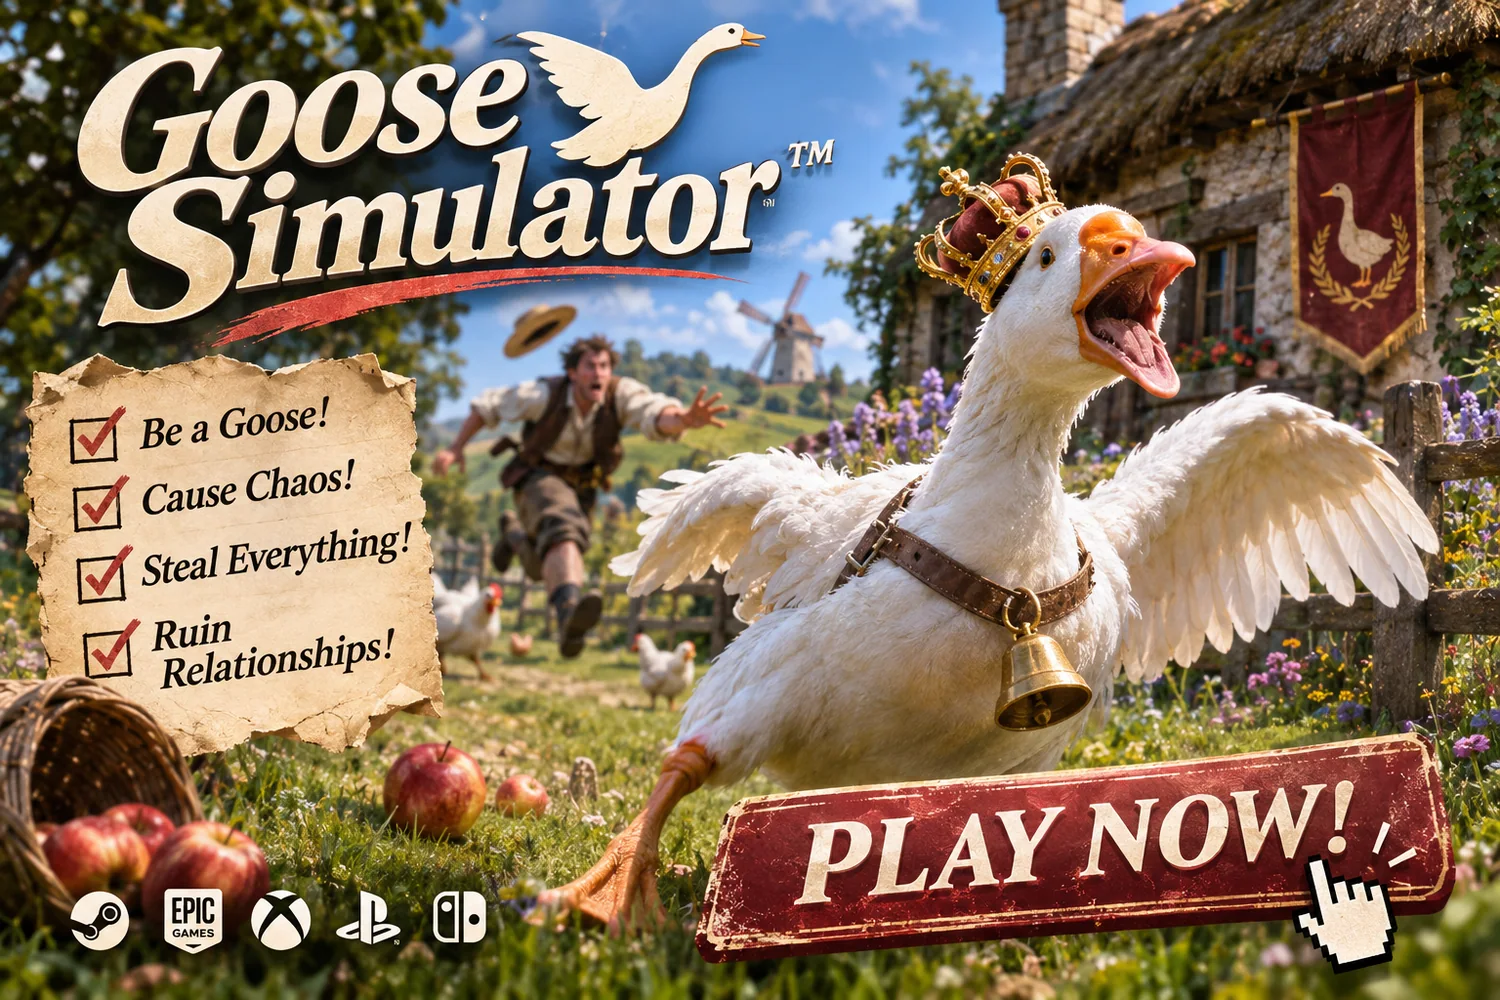 Goose
Simulator™
Be a Goose!
Cause Chaos!
Steal Everything!
Ruin
Relationships!
PLAY NOW!
EPIC
GAMES